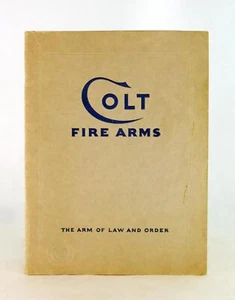 COLT
FIRE ARMS
THE ARM OF LAW AND ORDER